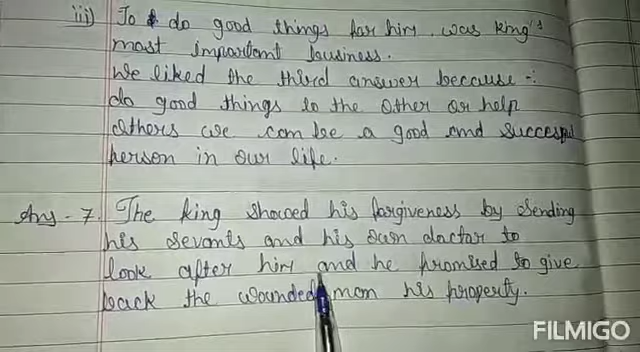 iii) To do good things for him was king's
most important business.
We liked the third answer because :-
do good things to the other or help
others we can be a good and succesful
person in our life.
Ans - 7. The king showed his forgiveness by sending
his sevants and his own doctor to
look after him and he promised to give
back the wounded man his property.
FILMIGO